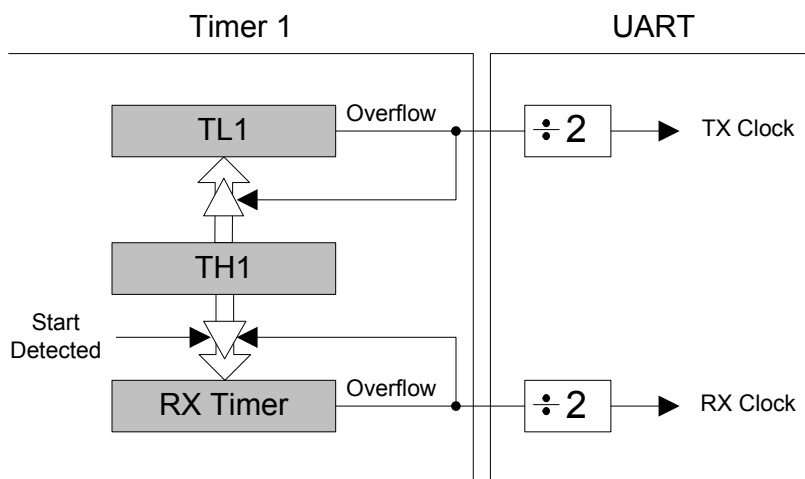 Timer 1
UART
TL1
Overflow
÷ 2
TX Clock
TH1
Start
Detected
RX Timer
Overflow
÷ 2
RX Clock